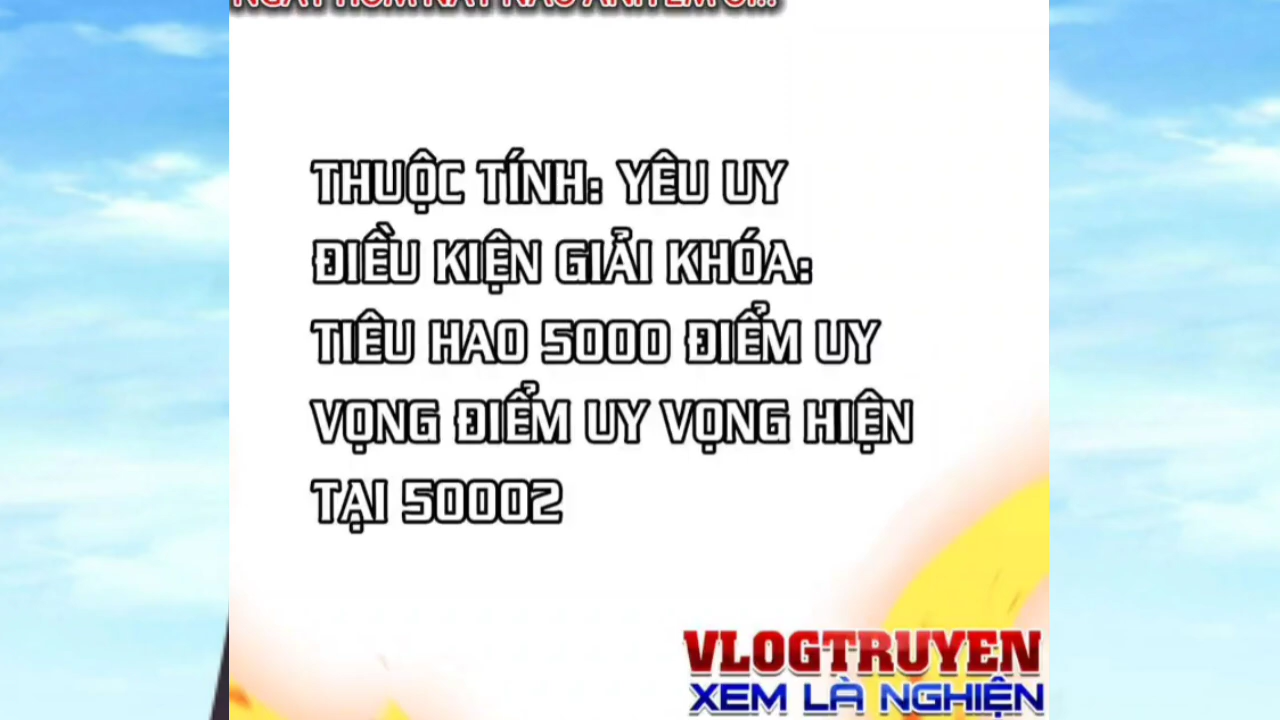 THUỘC TÍNH: YÊU UY
ĐIỀU KIỆN GIẢI KHÓA:
TIÊU HAO 5000 ĐIỂM UY
VỌNG ĐIỂM UY VỌNG HIỆN
TẠI 50002
VLOGTRUYEN
XEM LÀ NGHIỆN